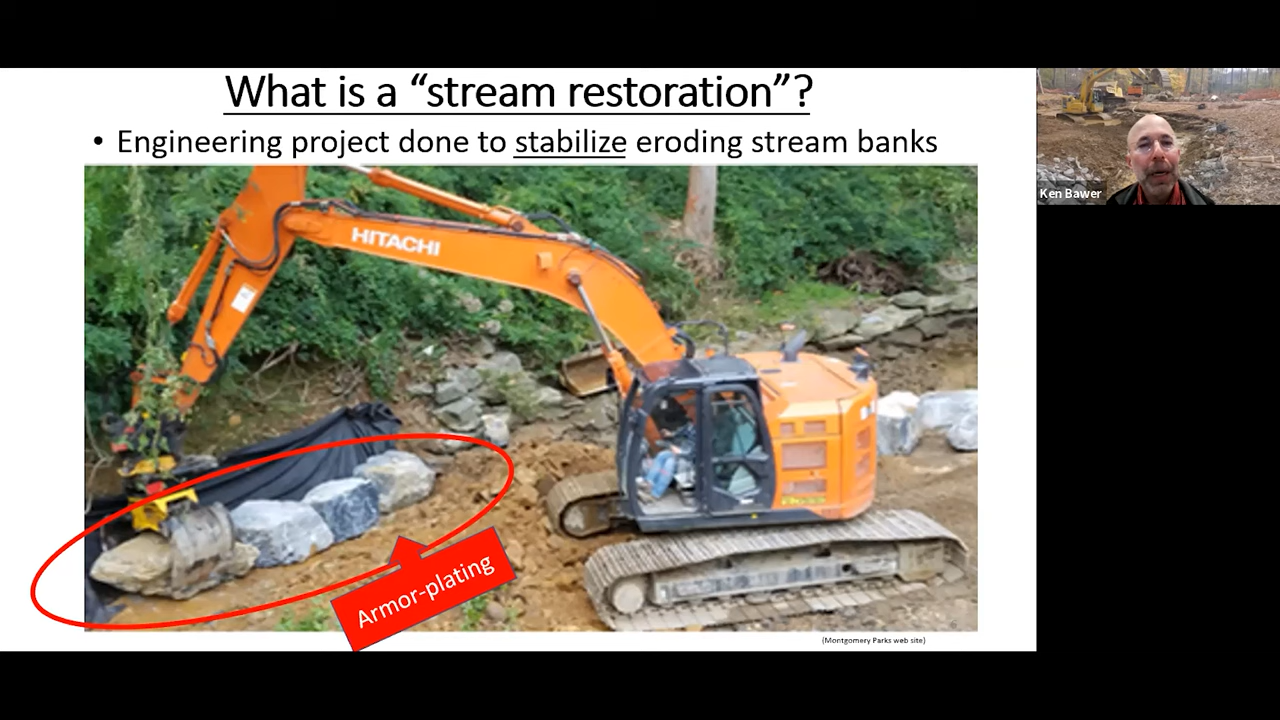 What is a “stream restoration”?
• Engineering project done to stabilize eroding stream banks
HITACHI
Armor-plating
(Montgomery Parks web site)
Ken Bawer